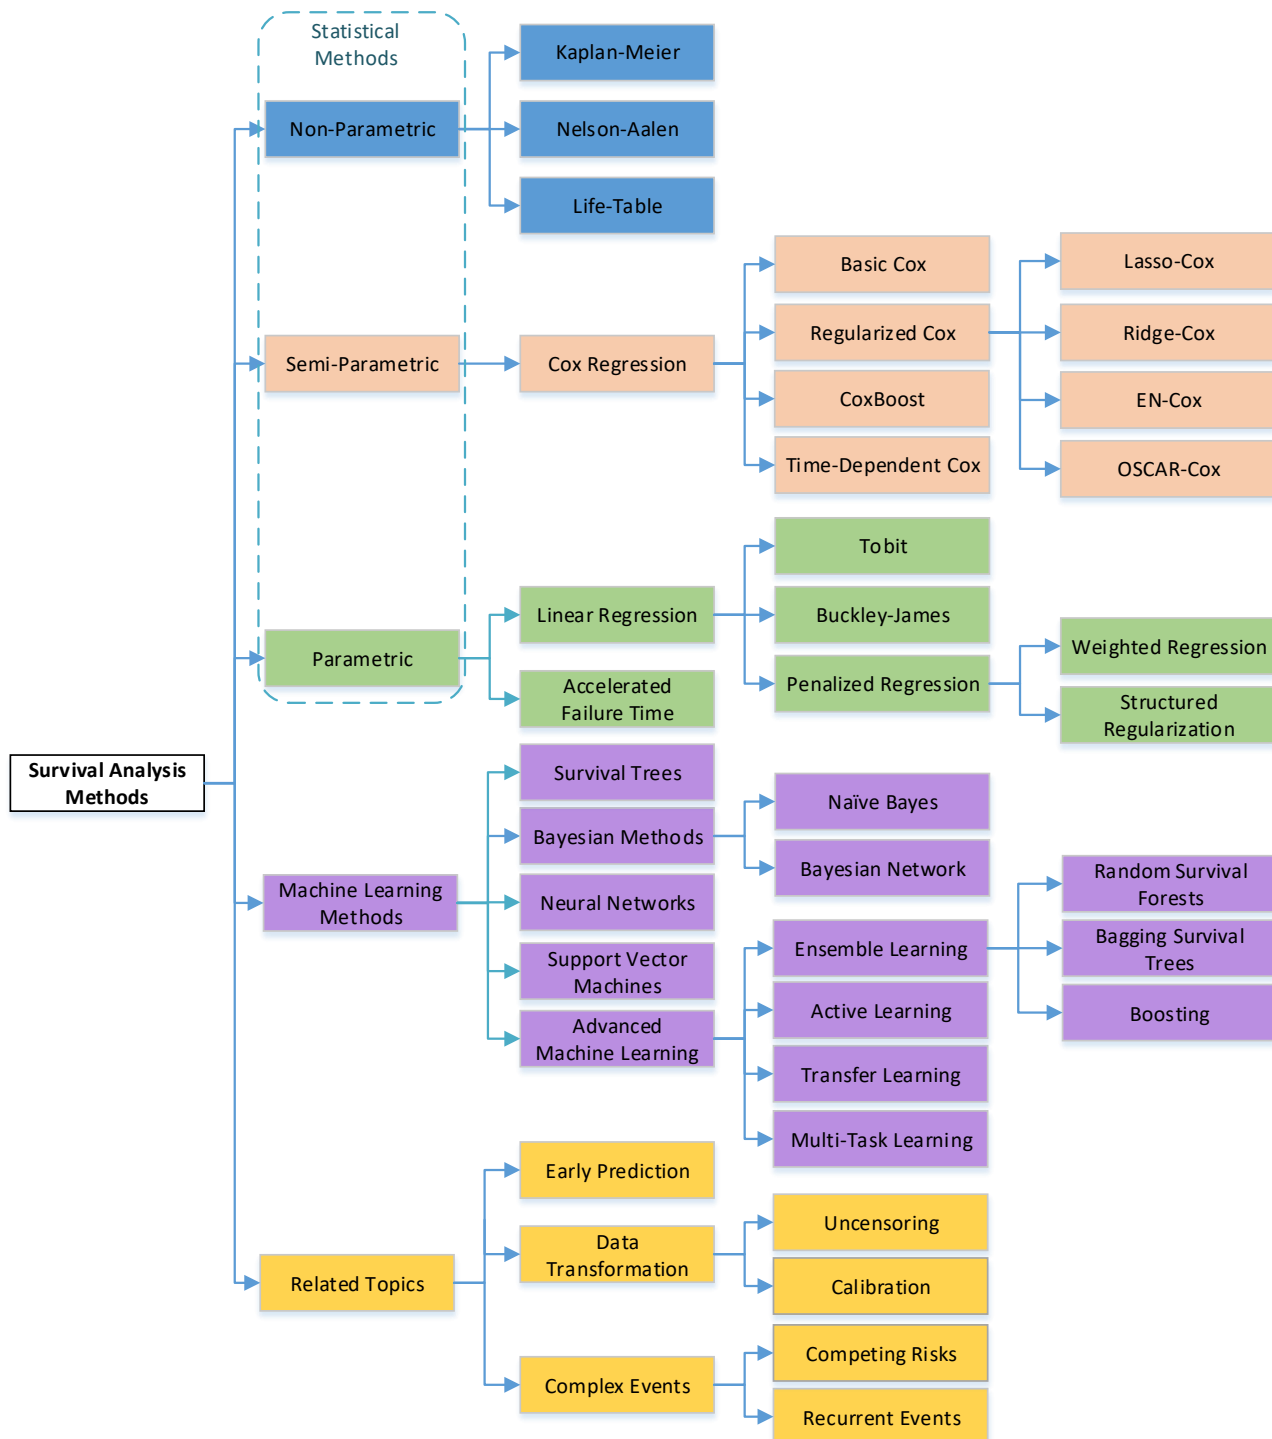 Statistical
Methods
Kaplan-Meier
Non-Parametric
Nelson-Aalen
Life-Table
Basic Cox
Lasso-Cox
Regularized Cox
Ridge-Cox
Semi-Parametric
Cox Regression
CoxBoost
EN-Cox
Time-Dependent Cox
OSCAR-Cox
Tobit
Linear Regression
Buckley-James
Parametric
Weighted Regression
Penalized Regression
Accelerated
Failure Time
Structured
Regularization
Survival Analysis
Methods
Survival Trees
Naïve Bayes
Bayesian Methods
Bayesian Network
Machine Learning
Methods
Neural Networks
Random Survival
Forests
Ensemble Learning
Bagging Survival
Trees
Support Vector
Machines
Active Learning
Boosting
Advanced
Machine Learning
Transfer Learning
Multi-Task Learning
Early Prediction
Uncensoring
Data
Transformation
Related Topics
Calibration
Competing Risks
Complex Events
Recurrent Events